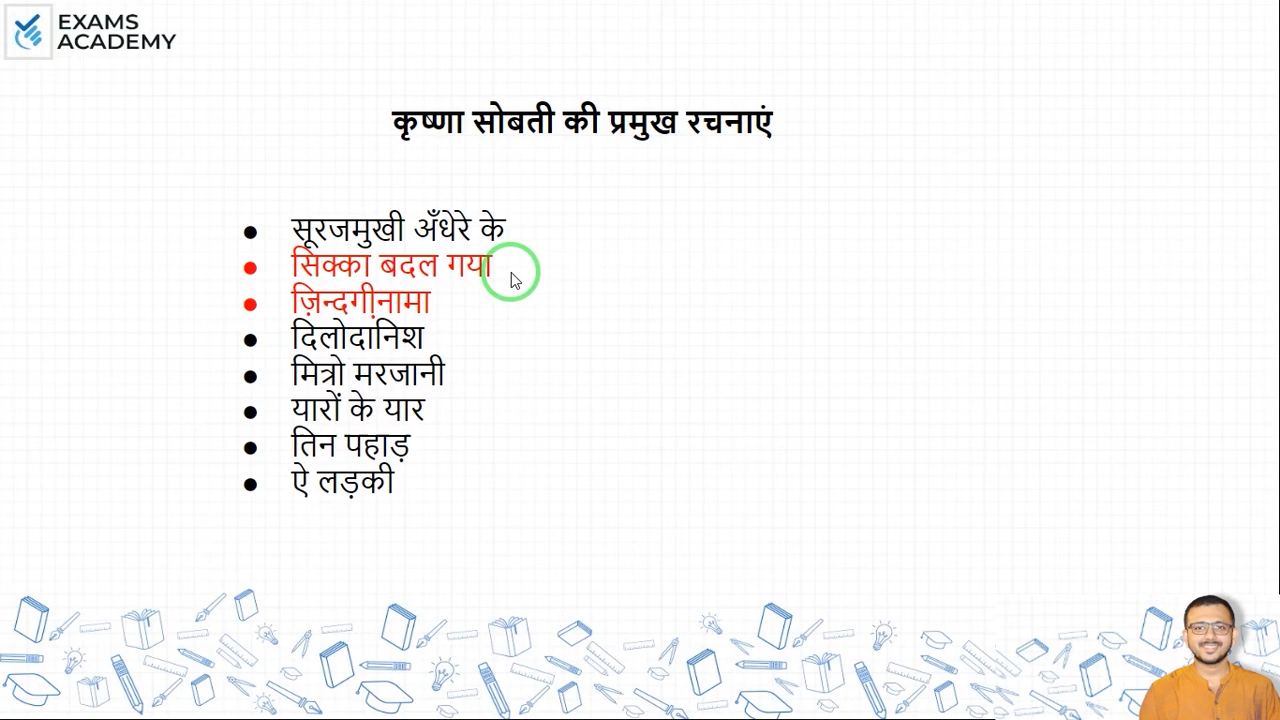 EXAMS
ACADEMY
कृष्णा सोबती की प्रमुख रचनाएं
● सूरजमुखी अँधेरे के
● सिक्का बदल गया
● ज़िन्दगी़नामा
● दिलोदानिश
● मित्रो मरजानी
● यारों के यार
● तिन पहाड़
● ऐ लड़की